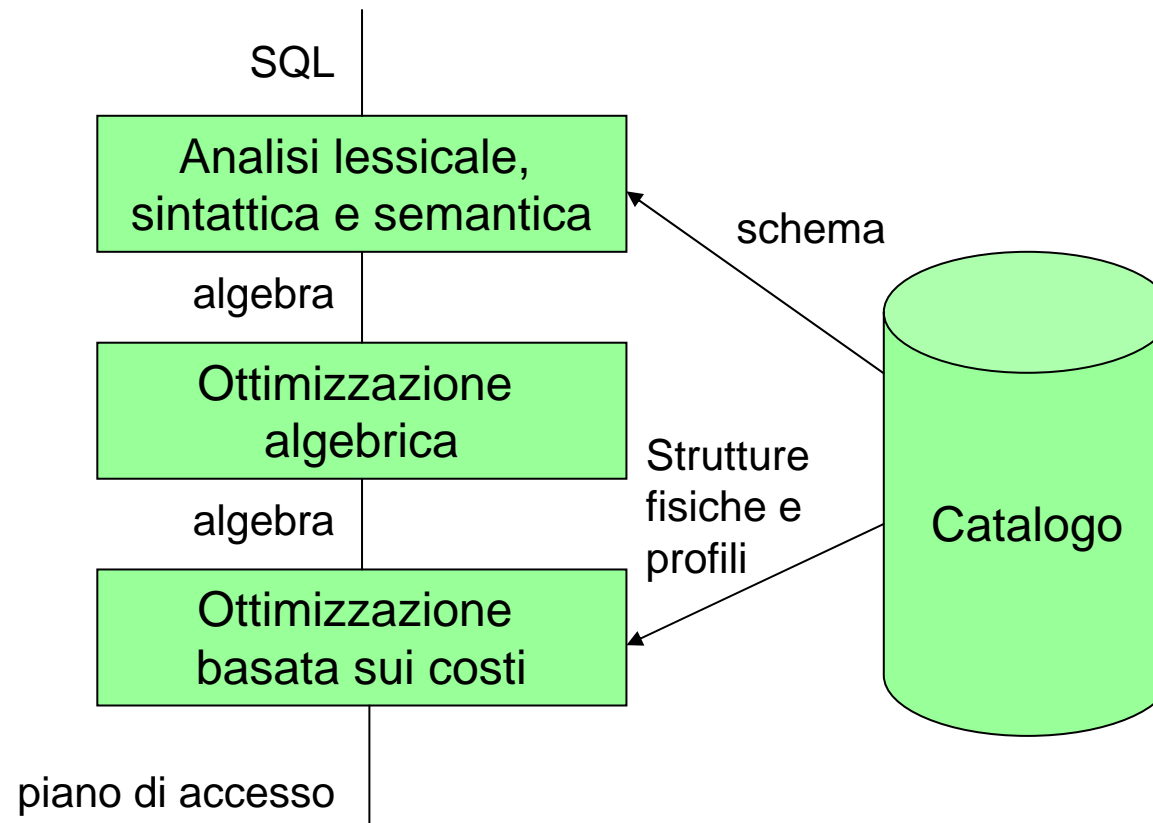 SQL
Analisi lessicale,
sintattica e semantica
schema
algebra
Ottimizzazione
algebrica
Strutture
fisiche e
profili
Catalogo
algebra
Ottimizzazione
basata sui costi
piano di accesso